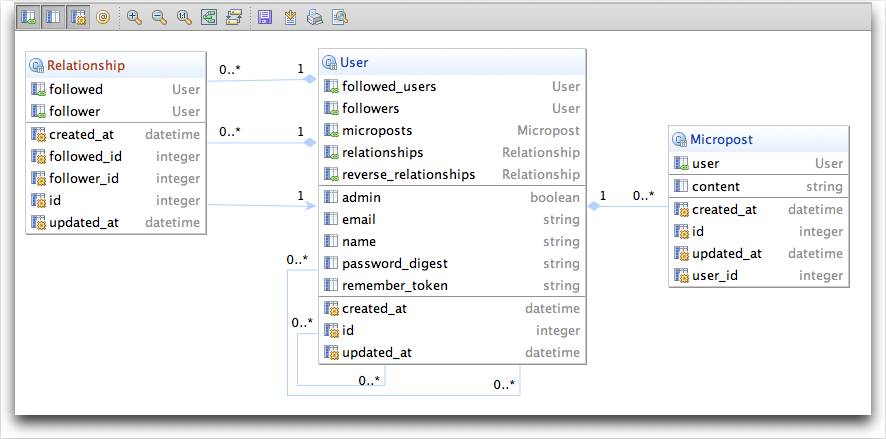 Relationship
followed User
follower User
created_at datetime
followed_id integer
follower_id integer
id integer
updated_at datetime
0..* 1
0..* 1
1
User
followed_users User
followers User
microposts Micropost
relationships Relationship
reverse_relationships Relationship
admin boolean
email string
name string
password_digest string
remember_token string
created_at datetime
id integer
updated_at datetime
0..*
0..*
0..*
0..*
1 0..*
Micropost
user User
content string
created_at datetime
id integer
updated_at datetime
user_id integer